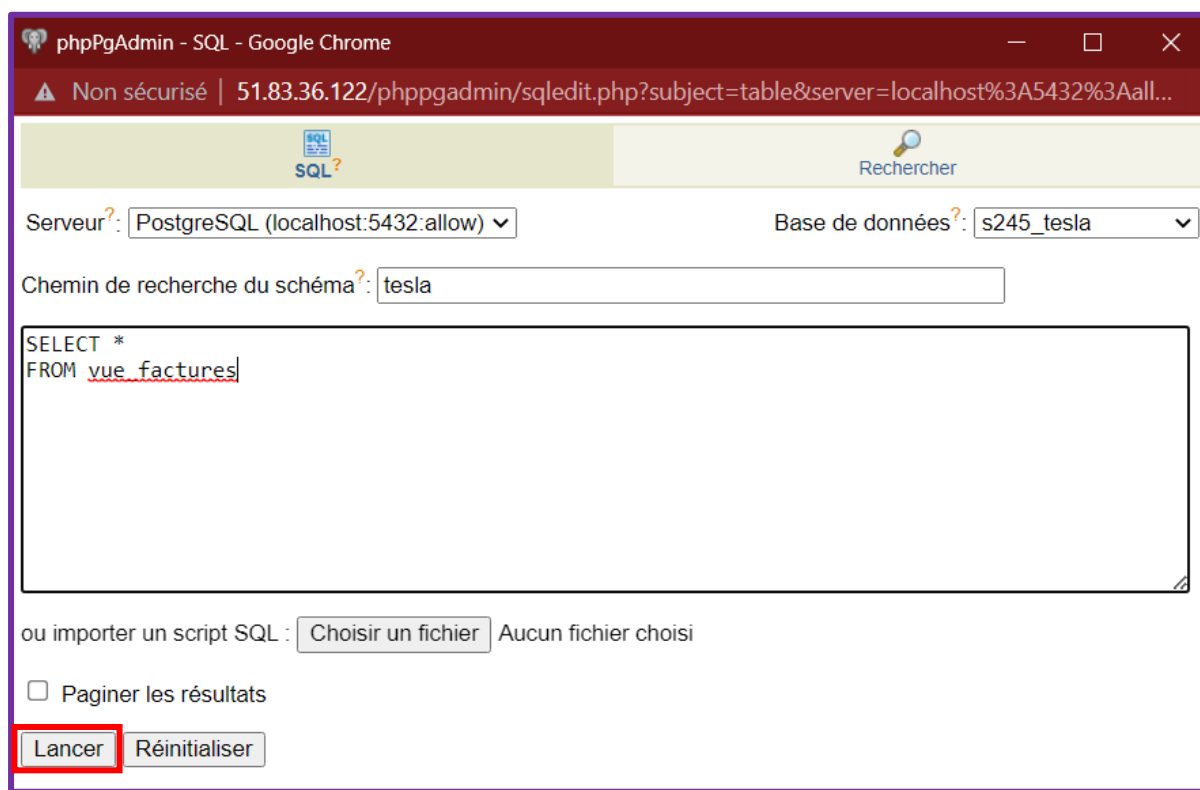 phpPgAdmin - SQL - Google Chrome
Non sécurisé | 51.83.36.122/phppgadmin/sqledit.php?subject=table&server=localhost%3A5432%3Aall...
SQL
SQL?
Rechercher
Serveur?: PostgreSQL (localhost:5432:allow) Base de données?: s245_tesla
Chemin de recherche du schéma?: tesla
SELECT *
FROM vue_factures
ou importer un script SQL : Choisir un fichier Aucun fichier choisi
Paginer les résultats
Lancer Réinitialiser